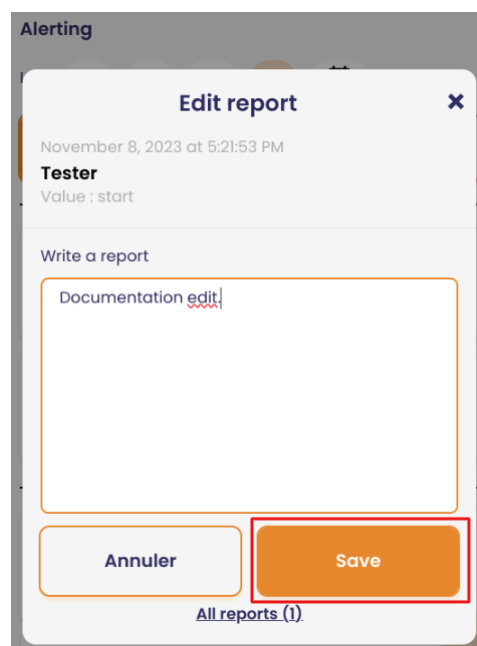 Alerting
Edit report
November 8, 2023 at 5:21:53 PM
Tester
Value : start
Write a report
Documentation edit.
Annuler
Save
All reports (1)